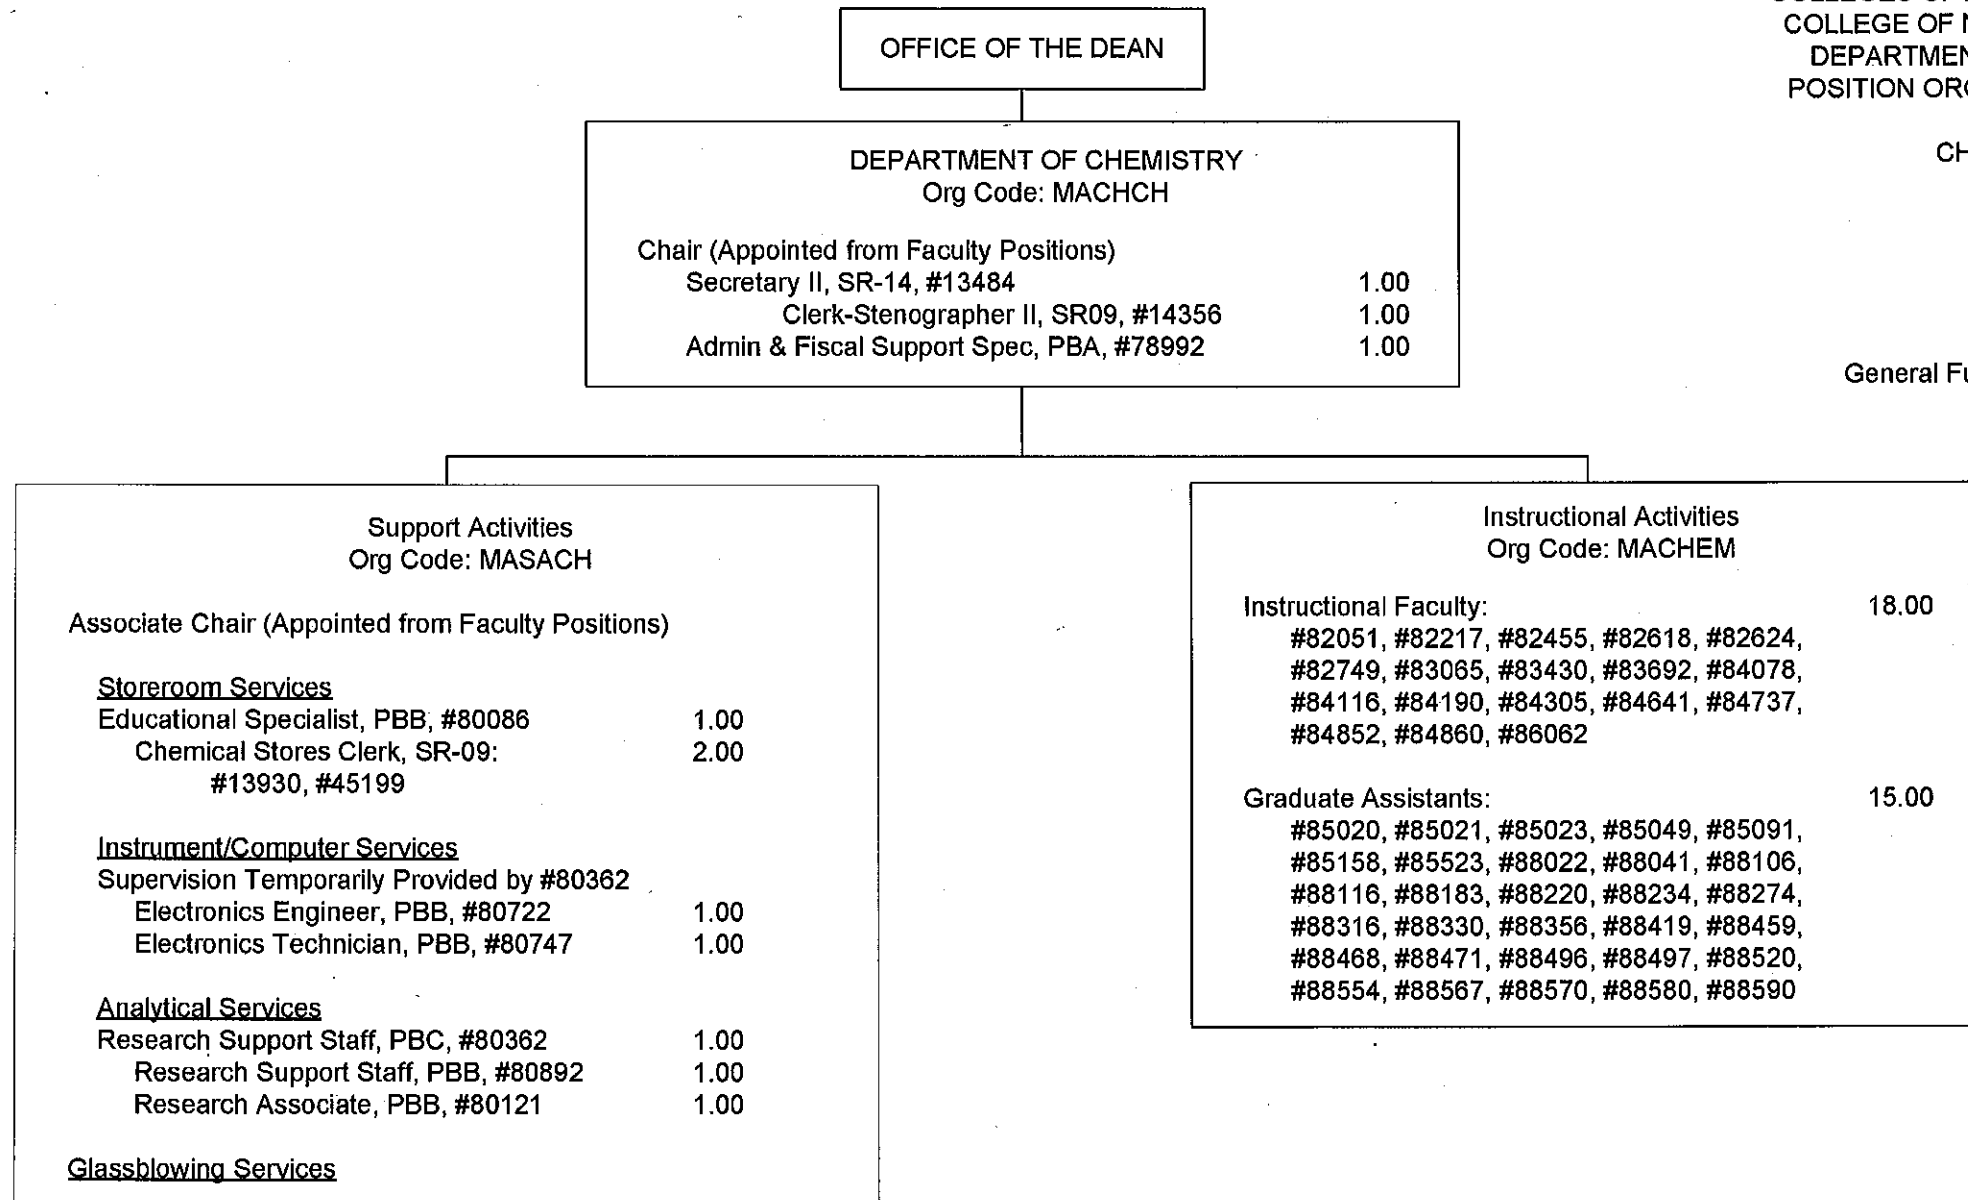 COLLEGE OF
POSITION
General
OFFICE OF THE DEAN
DEPARTMENT OF CHEMISTRY
Org Code: MACHCH
Chair (Appointed from Faculty Positions)
Secretary II, SR-14, #13484 1.00
Clerk-Stenographer II, SR09, #14356 1.00
Admin & Fiscal Support Spec, PBA, #78992 1.00
Support Activities
Org Code: MASACH
Associate Chair (Appointed from Faculty Positions)
Storeroom Services
Educational Specialist, PBB, #80086 1.00
Chemical Stores Clerk, SR-09: 2.00
#13930, #45199
Instrument/Computer Services
Supervision Temporarily Provided by #80362
Electronics Engineer, PBB, #80722 1.00
Electronics Technician, PBB, #80747 1.00
Analytical Services
Research Support Staff, PBC, #80362 1.00
Research Support Staff, PBB, #80892 1.00
Research Associate, PBB, #80121 1.00
Glassblowing Services
Instructional Activities
Org Code: MACHEM
Instructional Faculty: 18.00
#82051, #82217, #82455, #82618, #82624,
#82749, #83065, #83430, #83692, #84078,
#84116, #84190, #84305, #84641, #84737,
#84852, #84860, #86062
Graduate Assistants: 15.00
#85020, #85021, #85023, #85049, #85091,
#85158, #85523, #88022, #88041, #88106,
#88116, #88183, #88220, #88234, #88274,
#88316, #88330, #88356, #88419, #88459,
#88468, #88471, #88496, #88497, #88520,
#88554, #88567, #88570, #88580, #88590